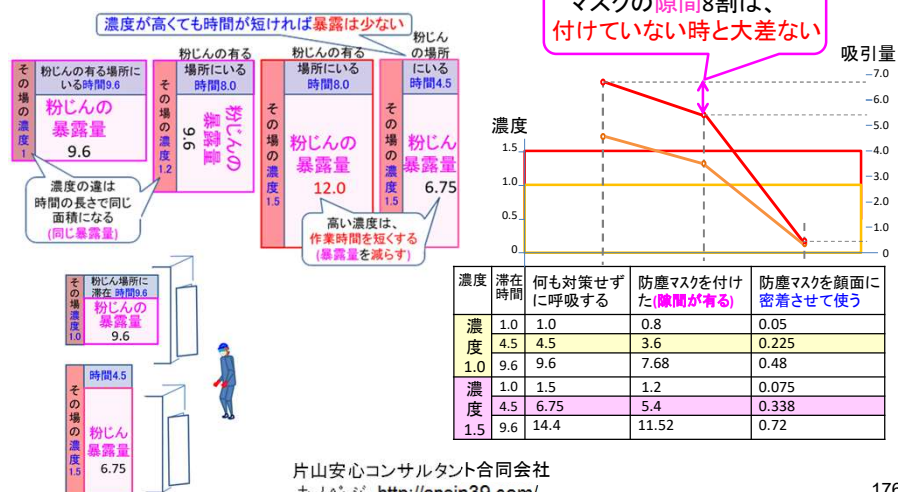 濃度が高くても時間が短ければ暴露は少ない
マスクの隙間8割は、
付けていない時と大差ない
その場の濃度1
粉じんの有る場所に
いる時間9.6
粉じんの
暴露量
9.6
その場の濃度1.2
粉じんの有る
場所にいる
時間8.0
粉じんの
暴露量
9.6
その場の濃度1.5
粉じんの有る
場所にいる
時間8.0
粉じんの
暴露量
12.0
その場の濃度1.5
粉じん
の場所
にいる
時間4.5
粉じん
暴露量
6.75
濃度の違は
時間の長さで同じ
面積になる
(同じ暴露量)
高い濃度は、
作業時間を短くする
(暴露量を減らす)
その場濃度1.0
粉じん場所に
滞在 時間9.6
粉じんの
暴露量
9.6
その場の濃度1.5
時間4.5
粉じん
暴露量
6.75
濃度
1.5
1.0
0.5
0
吸引量
7.0
6.0
5.0
4.0
3.0
2.0
1.0
0
濃度 滞在時間 何も対策せずに呼吸する 防塵マスクを付けた(隙間が有る) 防塵マスクを顔面に密着させて使う
濃度1.0 1.0 1.0 0.8 0.05
4.5 4.5 3.6 0.225
9.6 9.6 7.68 0.48
濃度1.5 1.0 1.5 1.2 0.075
4.5 6.75 5.4 0.338
9.6 14.4 11.52 0.72
片山安心コンサルタント合同会社
http://ansin39.com/
176